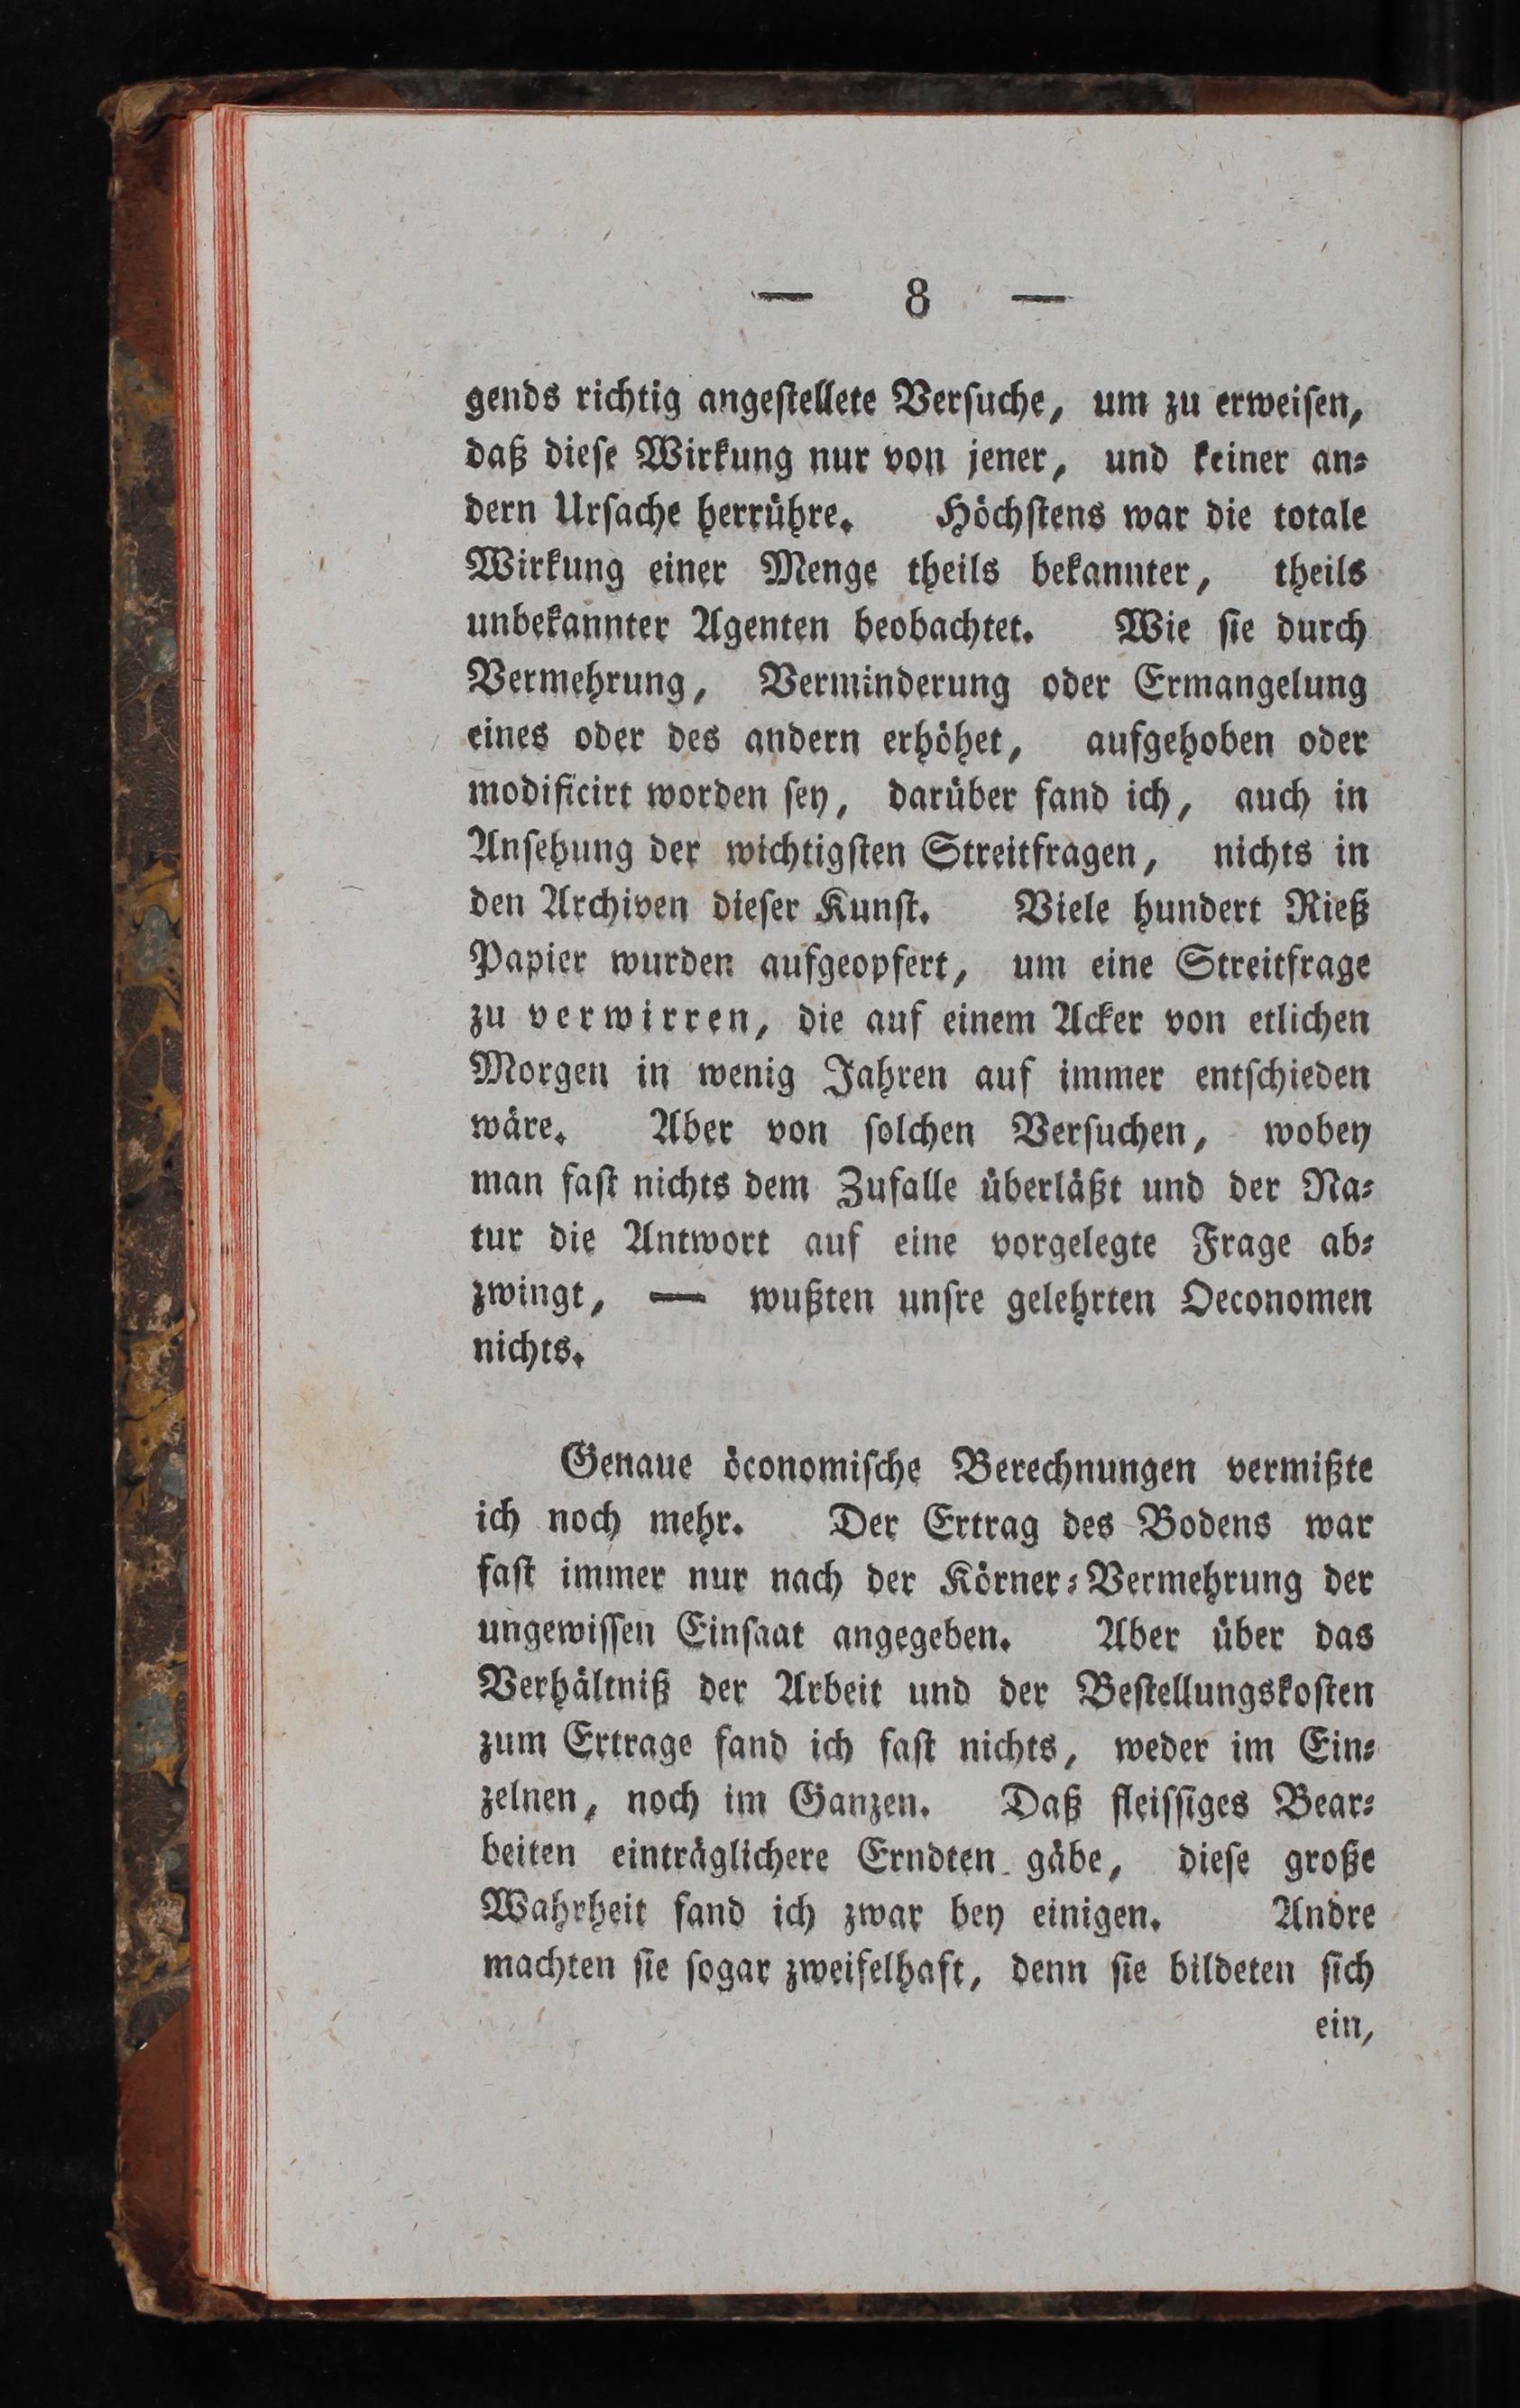 — 8 —
gends richtig angeſtellete Verſuche, um zu erweiſen,
daß dieſe Wirkung nur von jener, und keiner an⸗
dern Urſache herrühre. Höchſtens war die totale
Wirkung einer Menge theils bekannter, theils
unbekannter Agenten beobachtet. Wie ſie durch
Vermehrung, Verminderung oder Ermangelung
eines oder des andern erhöhet, aufgehoben oder
modificirt worden ſey, darüber fand ich, auch in
Anſehung der wichtigſten Streitfragen, nichts in
den Archiven dieſer Kunſt. Viele hundert Rieß
Papier wurden aufgeopfert, um eine Streitfrage
zu verwirren, die auf einem Acker von etlichen
Morgen in wenig Jahren auf immer entſchieden
wäre. Aber von ſolchen Verſuchen, wobey
man faſt nichts dem Zufalle überläßt und der Na⸗
tur die Antwort auf eine vorgelegte Frage ab⸗
zwingt, — wußten unſre gelehrten Oeconomen
nichts.
Genaue öconomiſche Berechnungen vermißte
ich noch mehr. Der Ertrag des Bodens war
faſt immer nur nach der Körner⸗Vermehrung der
ungewiſſen Einſaat angegeben. Aber über das
Verhältniß der Arbeit und der Beſtellungskoſten
zum Ertrage fand ich faſt nichts, weder im Ein⸗
zelnen, noch im Ganzen. Daß fleiſſiges Bear⸗
beiten einträglichere Erndten gäbe, dieſe große
Wahrheit fand ich zwar bey einigen. Andre
machten ſie ſogar zweifelhaft, denn ſie bildeten ſich
ein,